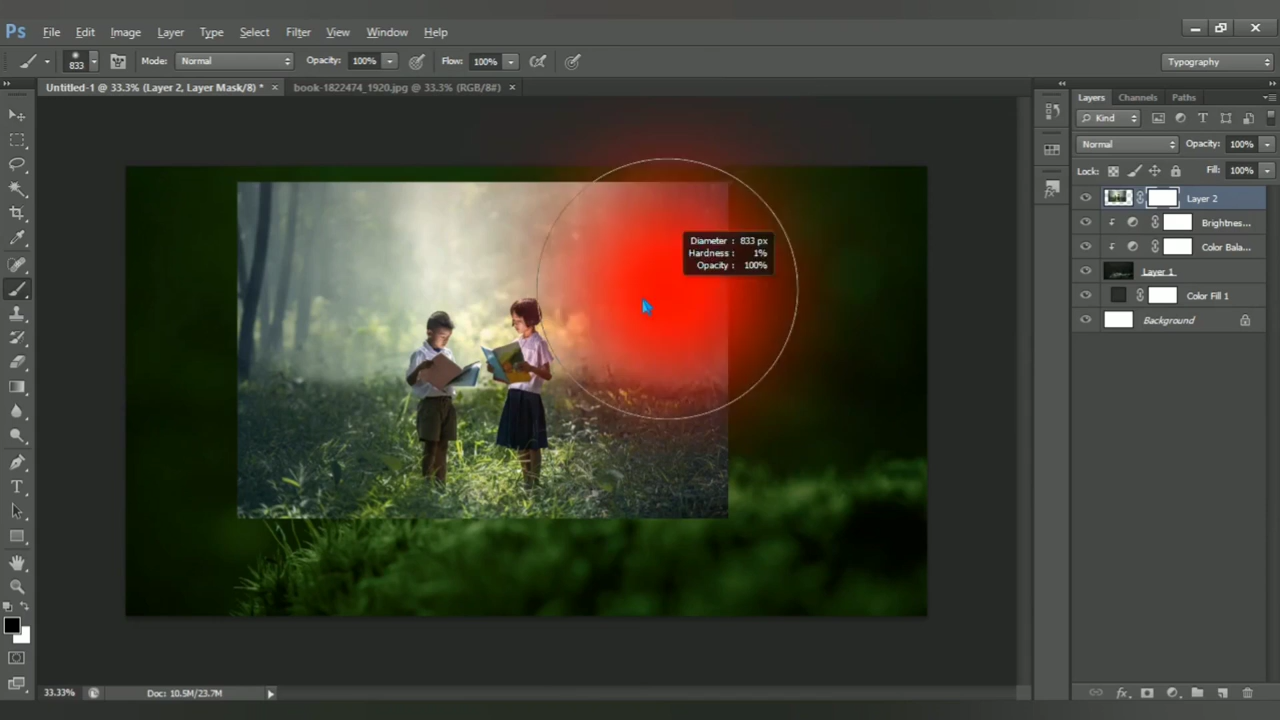 Ps File Edit Image Layer Type Select Filter View Window Help
833 Mode: Normal Opacity: 100% Flow: 100% Typography
Untitled-1 @ 33.3% (Layer 2, Layer Mask/8) * × book-1822474_1920.jpg @ 33.3% (RGB/8#) ×
Layers Channels Paths
Kind
Normal Opacity: 100%
Lock: Fill: 100%
Layer 2
Brightne...
Color Bala...
Layer 1
Color Fill 1
Background
Diameter : 833 px
Hardness : 1%
Opacity : 100%
33.33% Doc: 10.5M/23.7M